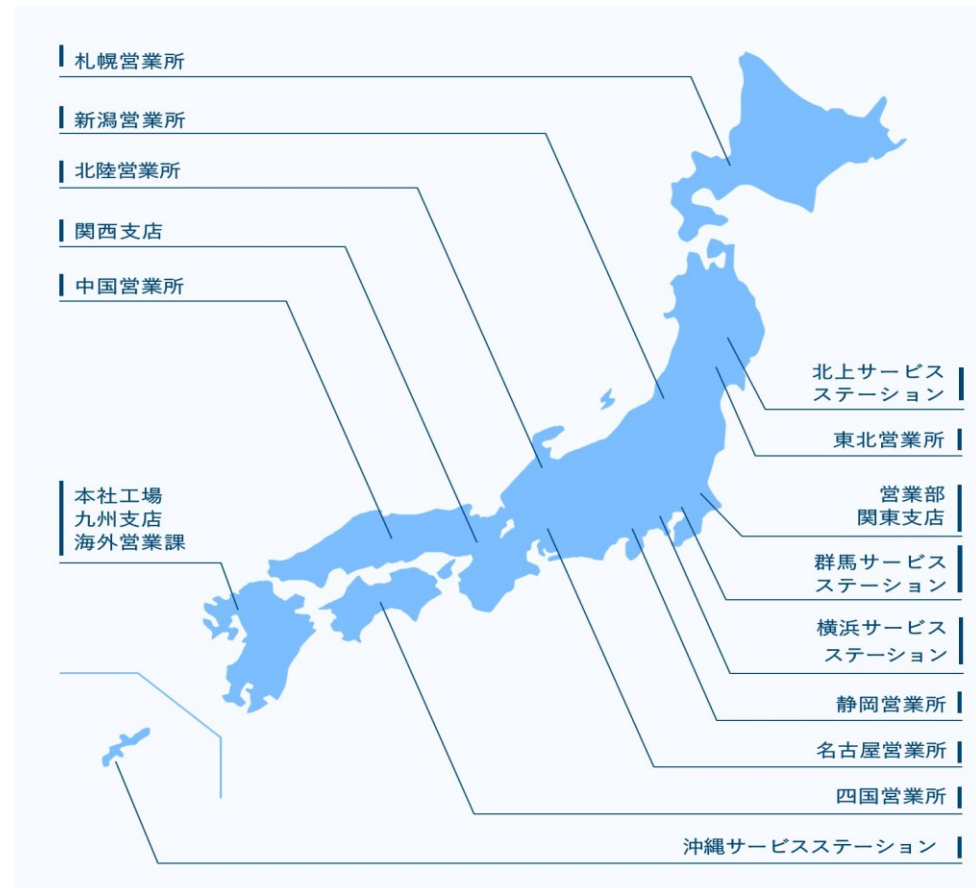 札幌営業所
新潟営業所
北陸営業所
関西支店
中国営業所
本社工場
九州支店
海外営業課
北上サービス
ステーション
東北営業所
営業部
関東支店
群馬サービス
ステーション
横浜サービス
ステーション
静岡営業所
名古屋営業所
四国営業所
沖縄サービスステーション